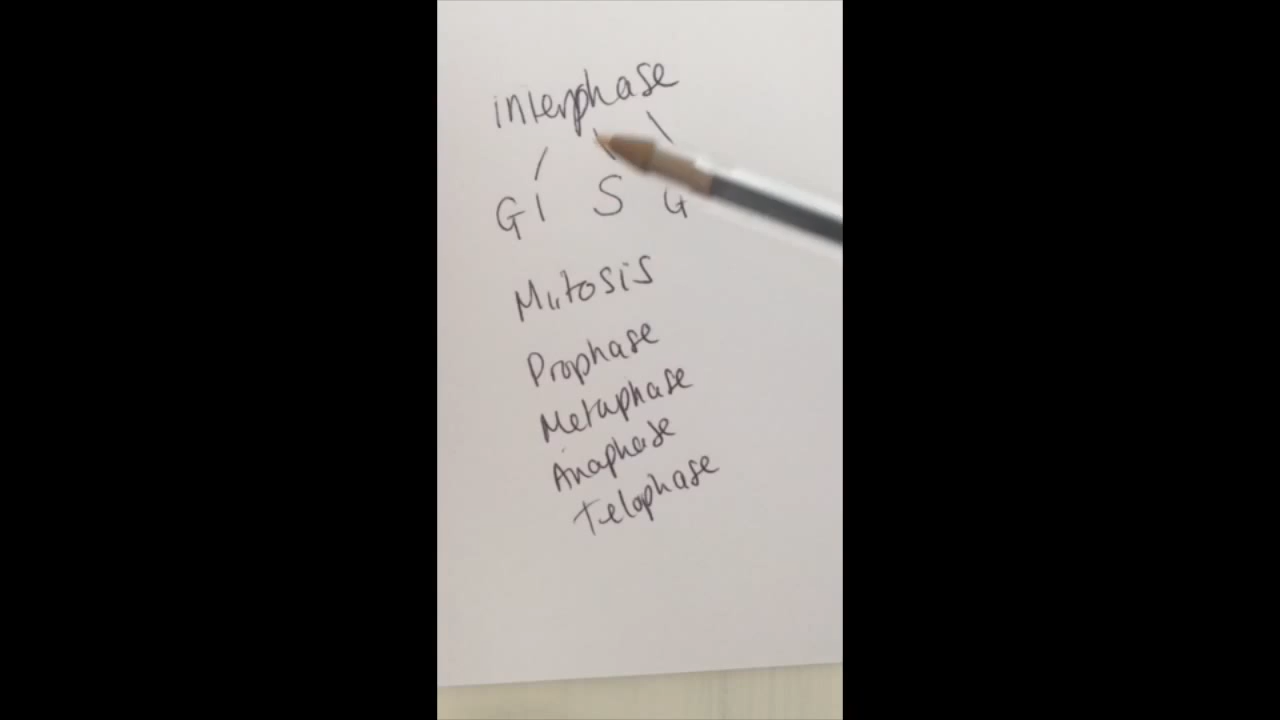 interphase
G1 S G
Mitosis
Prophase
Metaphase
Anaphase
Telophase